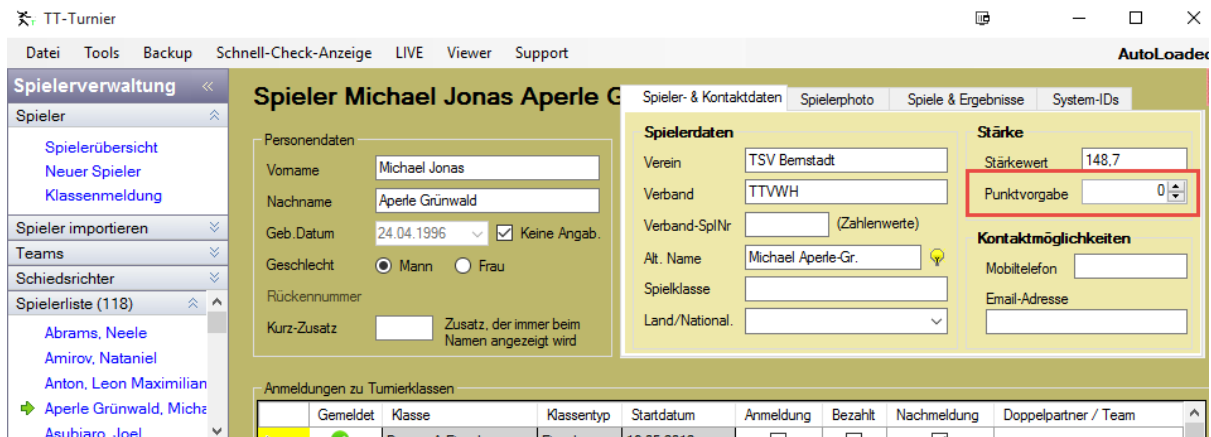 TT-Turnier
Datei Tools Backup Schnell-Check-Anzeige LIVE Viewer Support AutoLoaded
Spielerverwaltung «
Spieler
Spielerübersicht
Neuer Spieler
Klassenmeldung
Spieler importieren
Teams
Schiedsrichter
Spielerliste (118)
Abrams, Neele
Amirov, Nataniel
Anton, Leon Maximilian
Aperle Grünwald, Micha
Asubiaro, Joel
Spieler Michael Jonas Aperle G
Personendaten
Vorname Michael Jonas
Nachname Aperle Grünwald
Geb.Datum 24.04.1996 Keine Angab.
Geschlecht Mann Frau
Rückennummer
Kurz-Zusatz Zusatz, der immer beim
Namen angezeigt wird
Spieler- & Kontaktdaten Spielerphoto Spiele & Ergebnisse System-IDs
Spielerdaten
Verein TSV Bernstadt
Verband TTVWH
Verband-SplNr (Zahlenwerte)
Alt. Name Michael Aperle-Gr.
Spielklasse
Land/National.
Stärke
Stärkewert 148,7
Punktvorgabe 0
Kontaktmöglichkeiten
Mobiltelefon
Email-Adresse
Anmeldungen zu Turnierklassen
Gemeldet Klasse Klassentyp Startdatum Anmeldung Bezahlt Nachmeldung Doppelpartner / Team